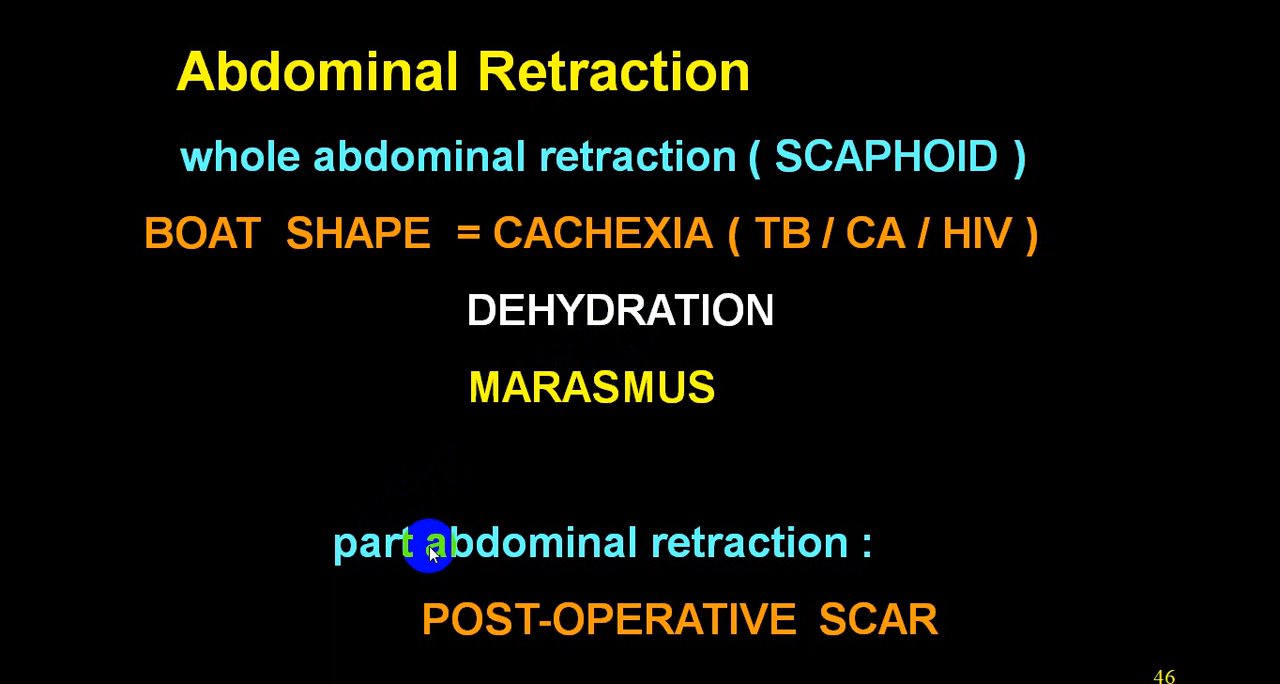 Abdominal Retraction
whole abdominal retraction ( SCAPHOID )
BOAT SHAPE = CACHEXIA ( TB / CA / HIV )
DEHYDRATION
MARASMUS
part abdominal retraction :
POST-OPERATIVE SCAR
46